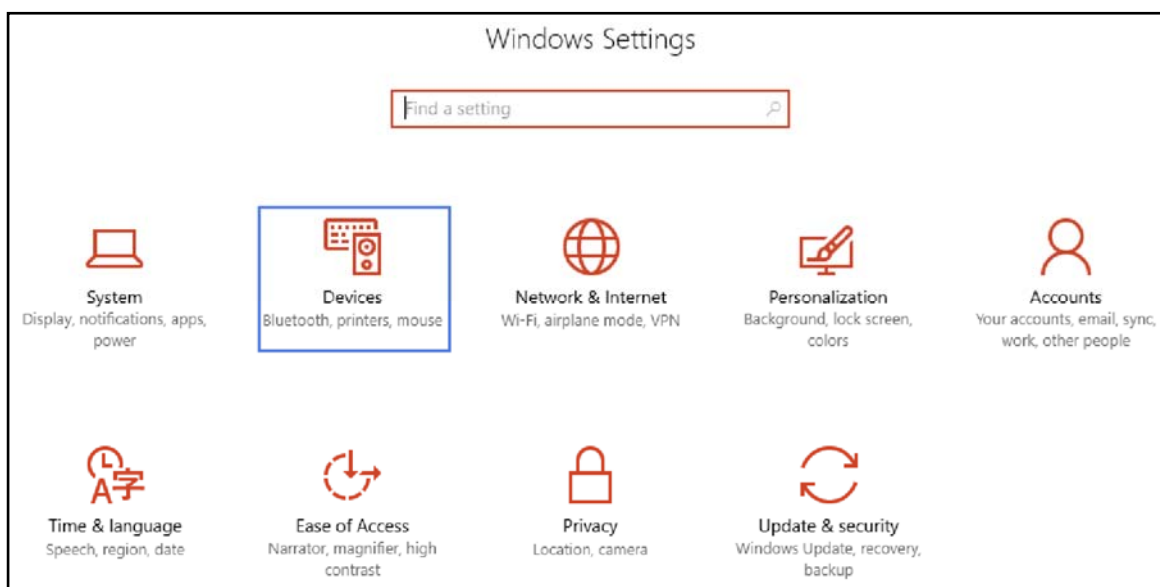 Windows Settings
Find a setting
System
Display, notifications, apps,
power
Devices
Bluetooth, printers, mouse
Network & Internet
Wi-Fi, airplane mode, VPN
Personalization
Background, lock screen,
colors
Accounts
Your accounts, email, sync,
work, other people
A字
Time & language
Speech, region, date
Ease of Access
Narrator, magnifier, high
contrast
Privacy
Location, camera
Update & security
Windows Update, recovery,
backup